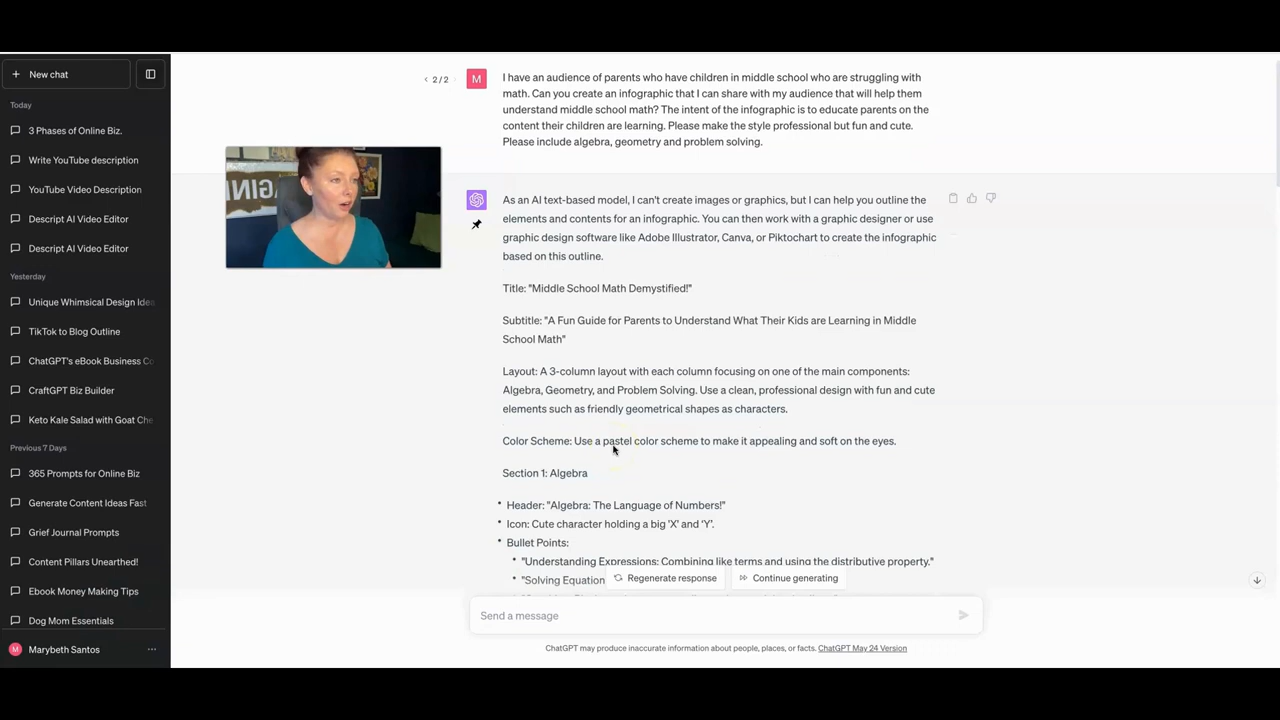 New chat
Today
3 Phases of Online Biz.
Write YouTube description
YouTube Video Description
Descript AI Video Editor
Descript AI Video Editor
Yesterday
Unique Whimsical Design Idea
TikTok to Blog Outline
ChatGPT's eBook Business Co
CraftGPT Biz Builder
Keto Kale Salad with Goat Che
Previous 7 Days
365 Prompts for Online Biz
Generate Content Ideas Fast
Grief Journal Prompts
Content Pillars Unearthed!
Ebook Money Making Tips
Dog Mom Essentials
M Marybeth Santos
2 / 2
M
I have an audience of parents who have children in middle school who are struggling with
math. Can you create an infographic that I can share with my audience that will help them
understand middle school math? The intent of the infographic is to educate parents on the
content their children are learning. Please make the style professional but fun and cute.
Please include algebra, geometry and problem solving.
As an AI text-based model, I can't create images or graphics, but I can help you outline the
elements and contents for an infographic. You can then work with a graphic designer or use
graphic design software like Adobe Illustrator, Canva, or Piktochart to create the infographic
based on this outline.
Title: "Middle School Math Demystified!"
Subtitle: "A Fun Guide for Parents to Understand What Their Kids are Learning in Middle
School Math"
Layout: A 3-column layout with each column focusing on one of the main components:
Algebra, Geometry, and Problem Solving. Use a clean, professional design with fun and cute
elements such as friendly geometrical shapes as characters.
Color Scheme: Use a pastel color scheme to make it appealing and soft on the eyes.
Section 1: Algebra
Header: "Algebra: The Language of Numbers!"
Icon: Cute character holding a big 'X' and 'Y'.
Bullet Points:
"Understanding Expressions: Combining like terms and using the distributive property."
"Solving Equation
Regenerate response
Continue generating
Send a message
ChatGPT may produce inaccurate information about people, places, or facts. ChatGPT May 24 Version